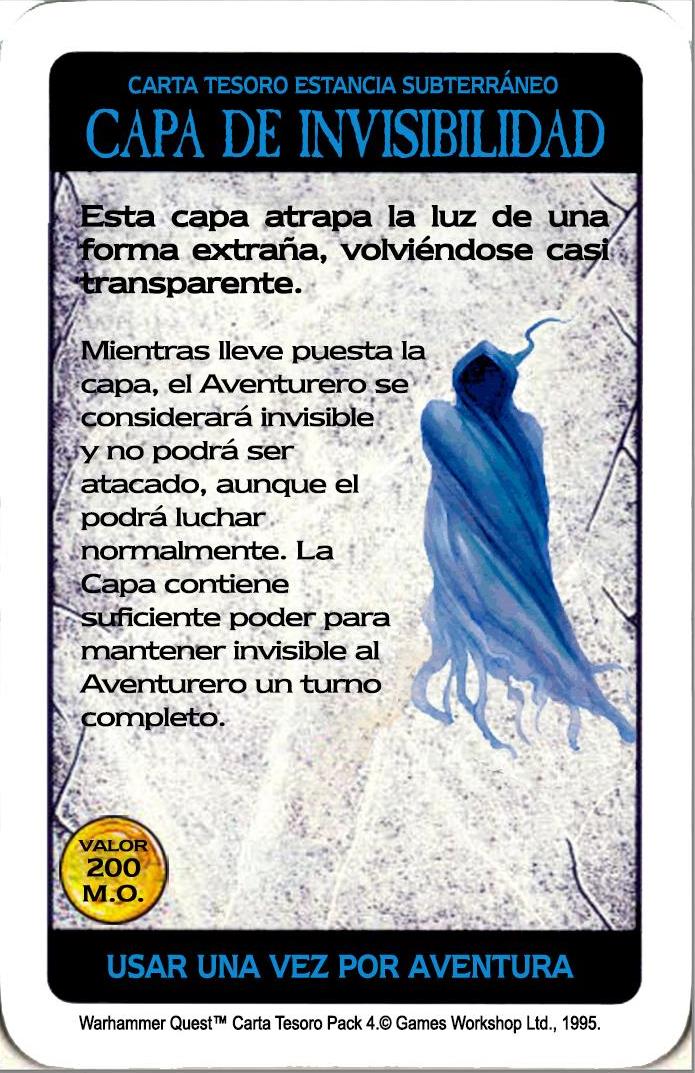 CARTA TESORO ESTANCIA SUBTERRÁNEO
CAPA DE INVISIBILIDAD
Esta capa atrapa la luz de una
forma extraña, volviéndose casi
transparente.
Mientras lleve puesta la
capa, el Aventurero se
considerará invisible
y no podrá ser
atacado, aunque el
podrá luchar
normalmente. La
Capa contiene
suficiente poder para
mantener invisible al
Aventurero un turno
completo.
VALOR
200
M.O.
USAR UNA VEZ POR AVENTURA
Warhammer Quest™ Carta Tesoro Pack 4.© Games Workshop Ltd., 1995.